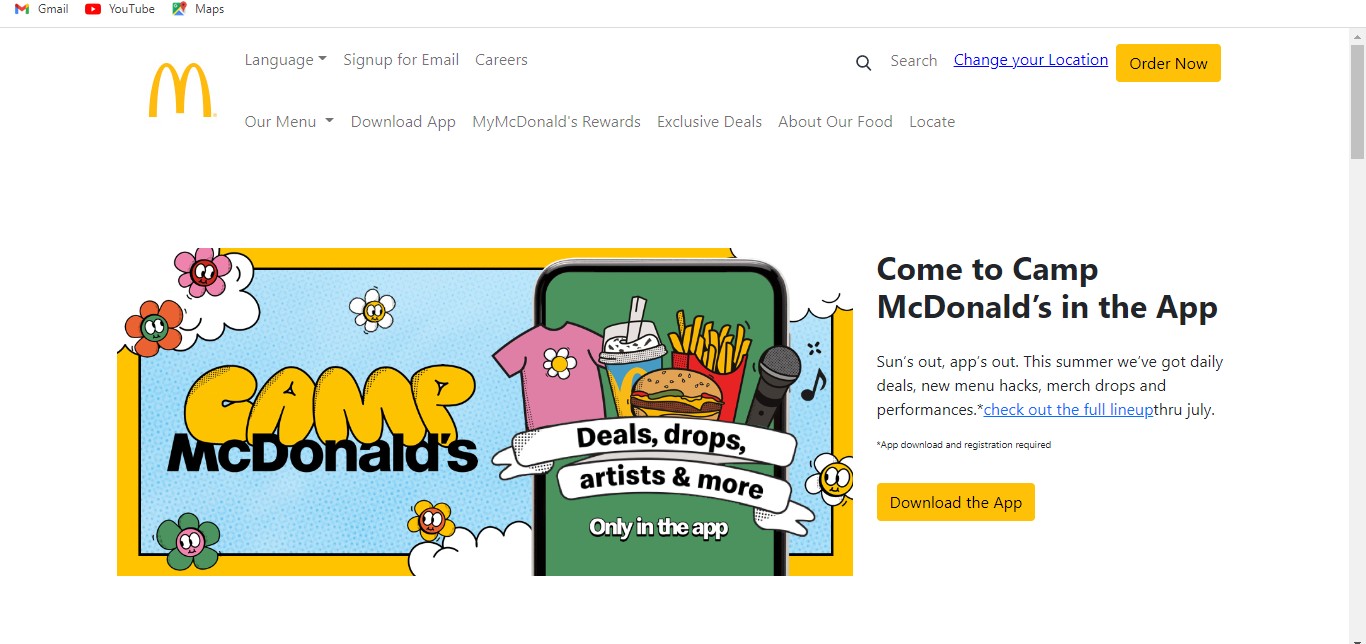 Gmail YouTube Maps
Language Signup for Email Careers Search Change your Location Order Now
Our Menu Download App MyMcDonald's Rewards Exclusive Deals About Our Food Locate
CAMP
McDonald's
Deals, drops,
artists & more
Only in the app
Come to Camp
McDonald’s in the App
Sun’s out, app’s out. This summer we’ve got daily
deals, new menu hacks, merch drops and
performances.*check out the full lineupthru july.
*App download and registration required
Download the App